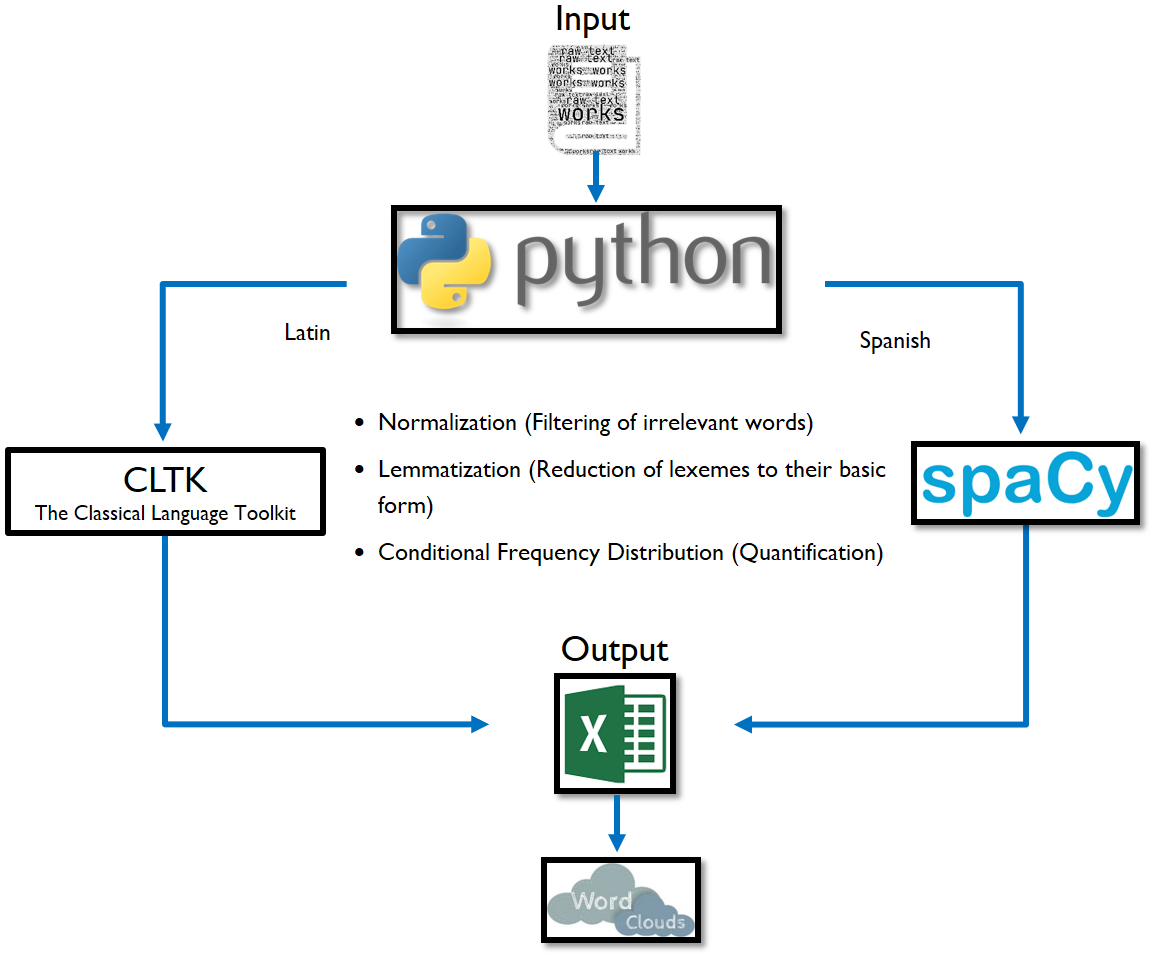 Input
raw text
raw text
works works
works works
raw text
works
python
Latin
Spanish
• Normalization (Filtering of irrelevant words)
• Lemmatization (Reduction of lexemes to their basic
form)
• Conditional Frequency Distribution (Quantification)
CLTK
The Classical Language Toolkit
spaCy
Output
X
Word
Clouds